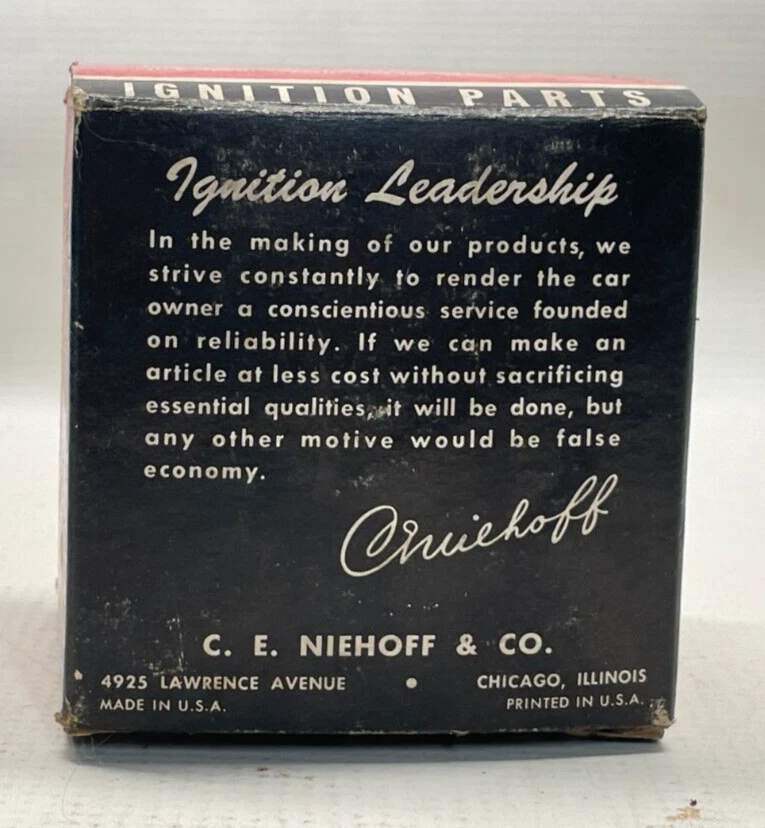 IGNITION PARTS
Ignition Leadership
In the making of our products, we
strive constantly to render the car
owner a conscientious service founded
on reliability. If we can make an
article at less cost without sacrificing
essential qualities, it will be done, but
any other motive would be false
economy.
CENiehoff
C. E. NIEHOFF & CO.
4925 LAWRENCE AVENUE • CHICAGO, ILLINOIS
MADE IN U.S.A. PRINTED IN U.S.A.